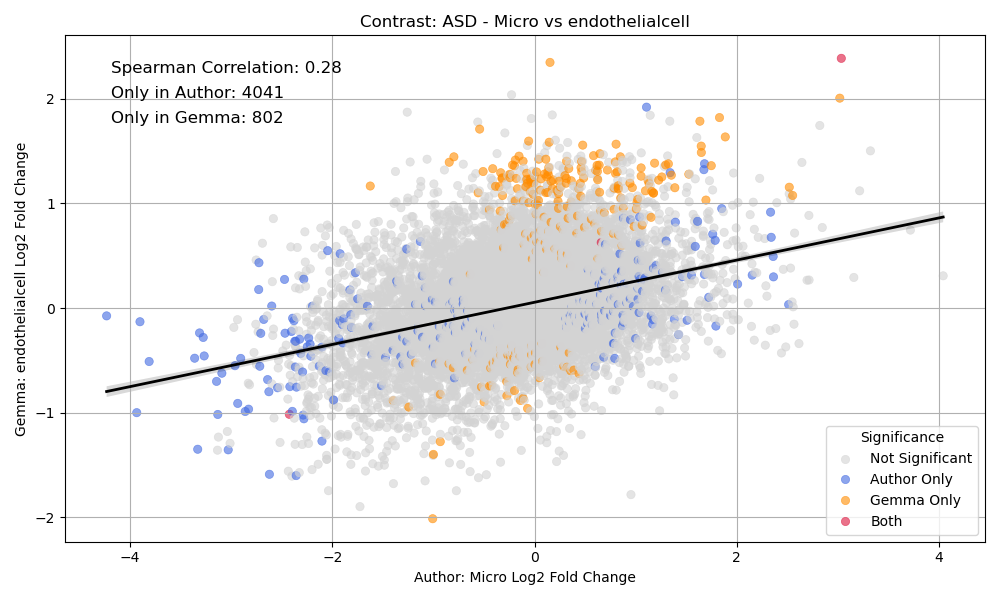 Contrast: ASD - Micro vs endothelialcell
Spearman Correlation: 0.28
Only in Author: 4041
Only in Gemma: 802
Gemma: endothelialcell Log2 Fold Change
2
1
0
−1
−2
Significance
Not Significant
Author Only
Gemma Only
Both
−4
−2
0
2
4
Author: Micro Log2 Fold Change